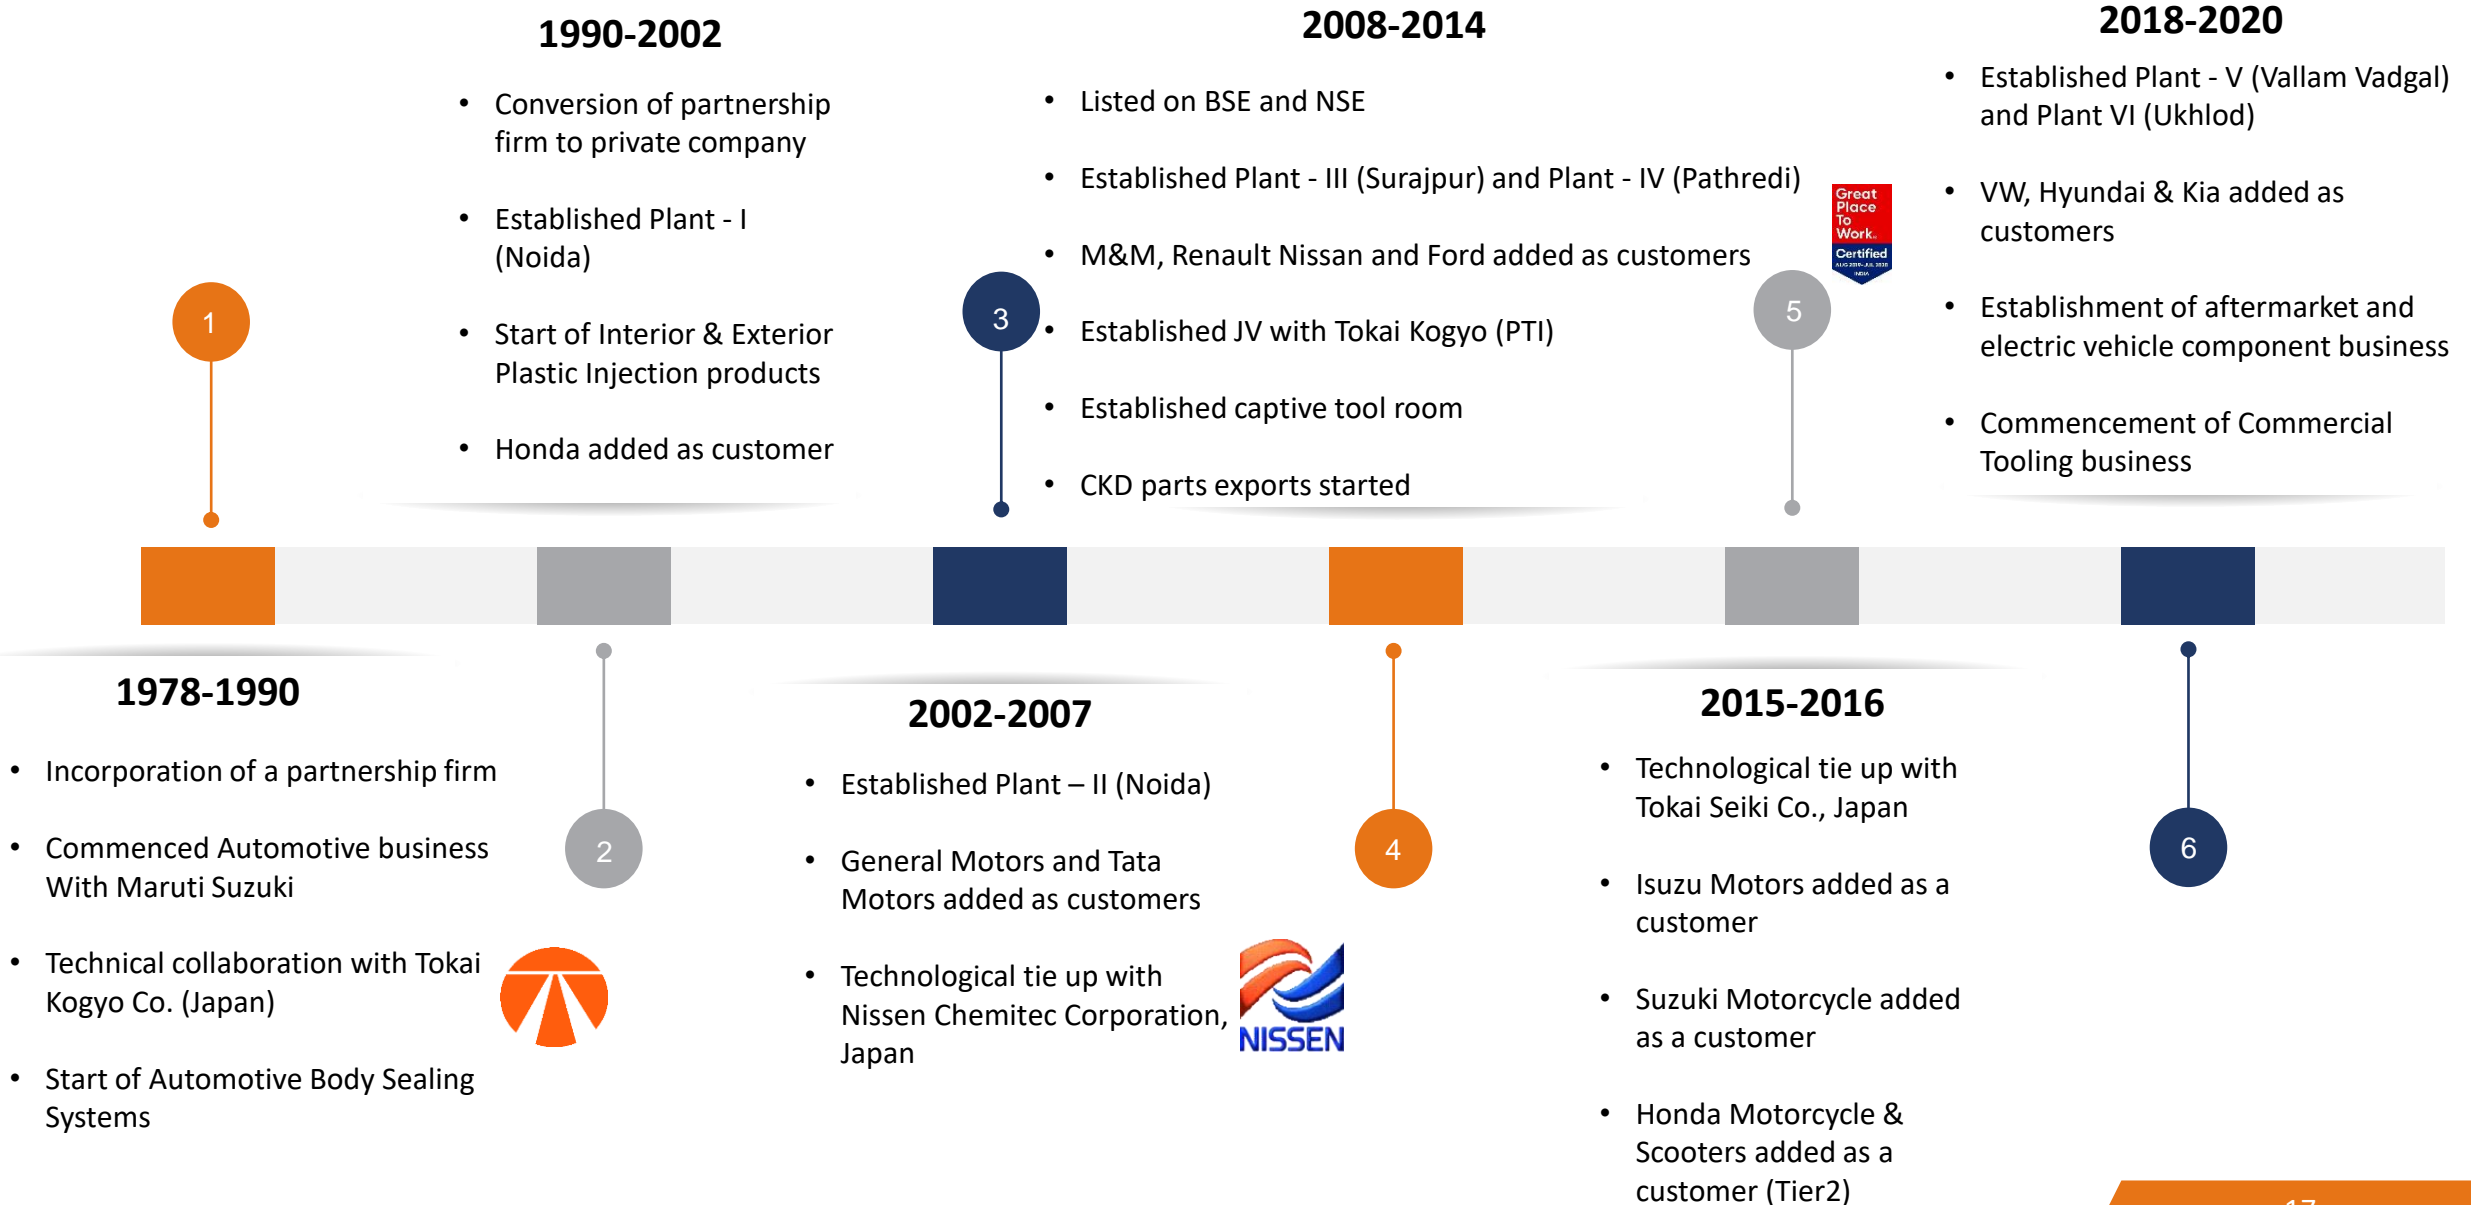 1990-2002
• Conversion of partnership
firm to private company
• Established Plant - I
(Noida)
• Start of Interior & Exterior
Plastic Injection products
• Honda added as customer
2008-2014
• Listed on BSE and NSE
• Established Plant - III (Surajpur) and Plant - IV (Pathredi)
• M&M, Renault Nissan and Ford added as customers
• Established JV with Tokai Kogyo (PTI)
• Established captive tool room
• CKD parts exports started
Great
Place
To
Work.
Certified
INDIA
2018-2020
• Established Plant - V (Vallam Vadgal)
and Plant VI (Ukhlod)
• VW, Hyundai & Kia added as
customers
• Establishment of aftermarket and
electric vehicle component business
• Commencement of Commercial
Tooling business
1
3
5
1978-1990
• Incorporation of a partnership firm
• Commenced Automotive business
With Maruti Suzuki
• Technical collaboration with Tokai
Kogyo Co. (Japan)
• Start of Automotive Body Sealing
Systems
2
2002-2007
• Established Plant – II (Noida)
• General Motors and Tata
Motors added as customers
• Technological tie up with
Nissen Chemitec Corporation,
Japan
NISSEN
4
2015-2016
• Technological tie up with
Tokai Seiki Co., Japan
• Isuzu Motors added as a
customer
• Suzuki Motorcycle added
as a customer
• Honda Motorcycle &
Scooters added as a
customer (Tier2)
6
17